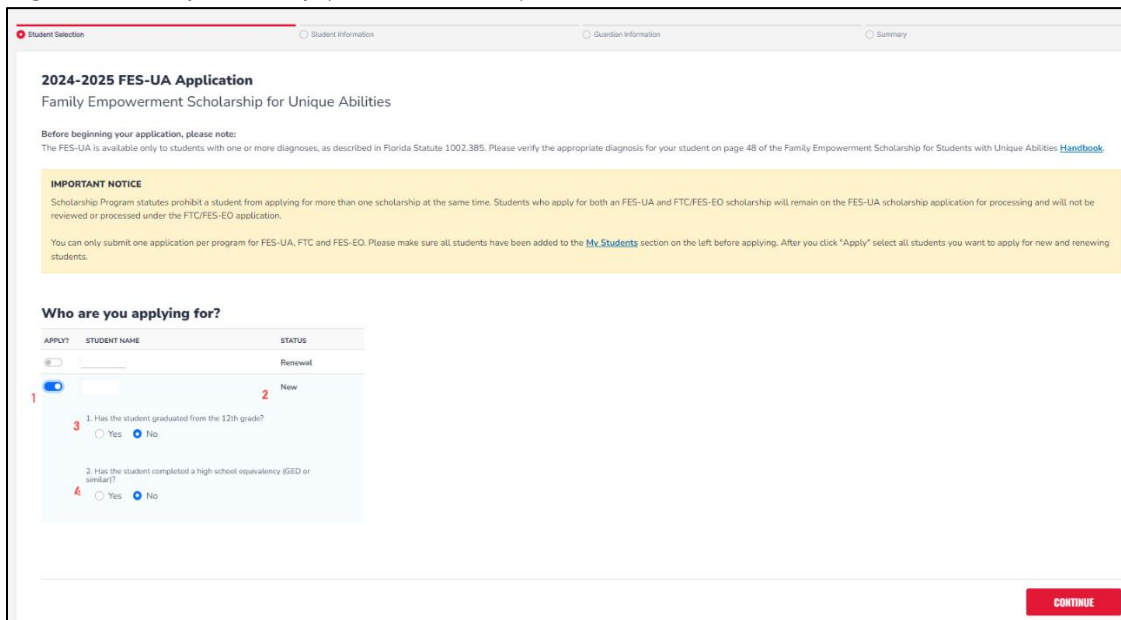 Student Selection
Student Information
Guardian Information
Summary
2024-2025 FES-UA Application
Family Empowerment Scholarship for Unique Abilities
Before beginning your application, please note:
The FES-UA is available only to students with one or more diagnoses, as described in Florida Statute 1002.385. Please verify the appropriate diagnosis for your student on page 48 of the Family Empowerment Scholarship for Students with Unique Abilities Handbook.
IMPORTANT NOTICE
Scholarship Program statutes prohibit a student from applying for more than one scholarship at the same time. Students who apply for both an FES-UA and FTC/FES-EO scholarship will remain on the FES-UA scholarship application for processing and will not be
reviewed or processed under the FTC/FES-EO application.
You can only submit one application per program for FES-UA, FTC and FES-EO. Please make sure all students have been added to the My Students section on the left before applying. After you click "Apply" select all students you want to apply for new and renewing
students.
Who are you applying for?
APPLY? STUDENT NAME STATUS
Renewal
1 2 New
3 1. Has the student graduated from the 12th grade?
Yes No
2. Has the student completed a high school equivalency (GED or
similar)?
4 Yes No
CONTINUE